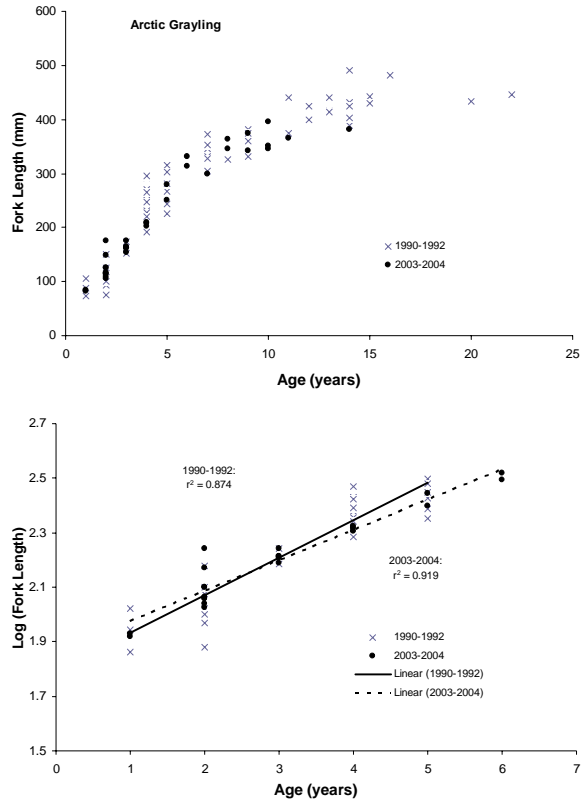 Arctic Grayling
600
500
400
300
200
100
0
Fork Length (mm)
1990-1992
2003-2004
0 5 10 15 20 25
Age (years)
2.7
2.5
2.3
2.1
1.9
1.7
1.5
Log (Fork Length)
1990-1992:
r² = 0.874
2003-2004:
r² = 0.919
1990-1992
2003-2004
Linear (1990-1992)
Linear (2003-2004)
0 1 2 3 4 5 6 7
Age (years)